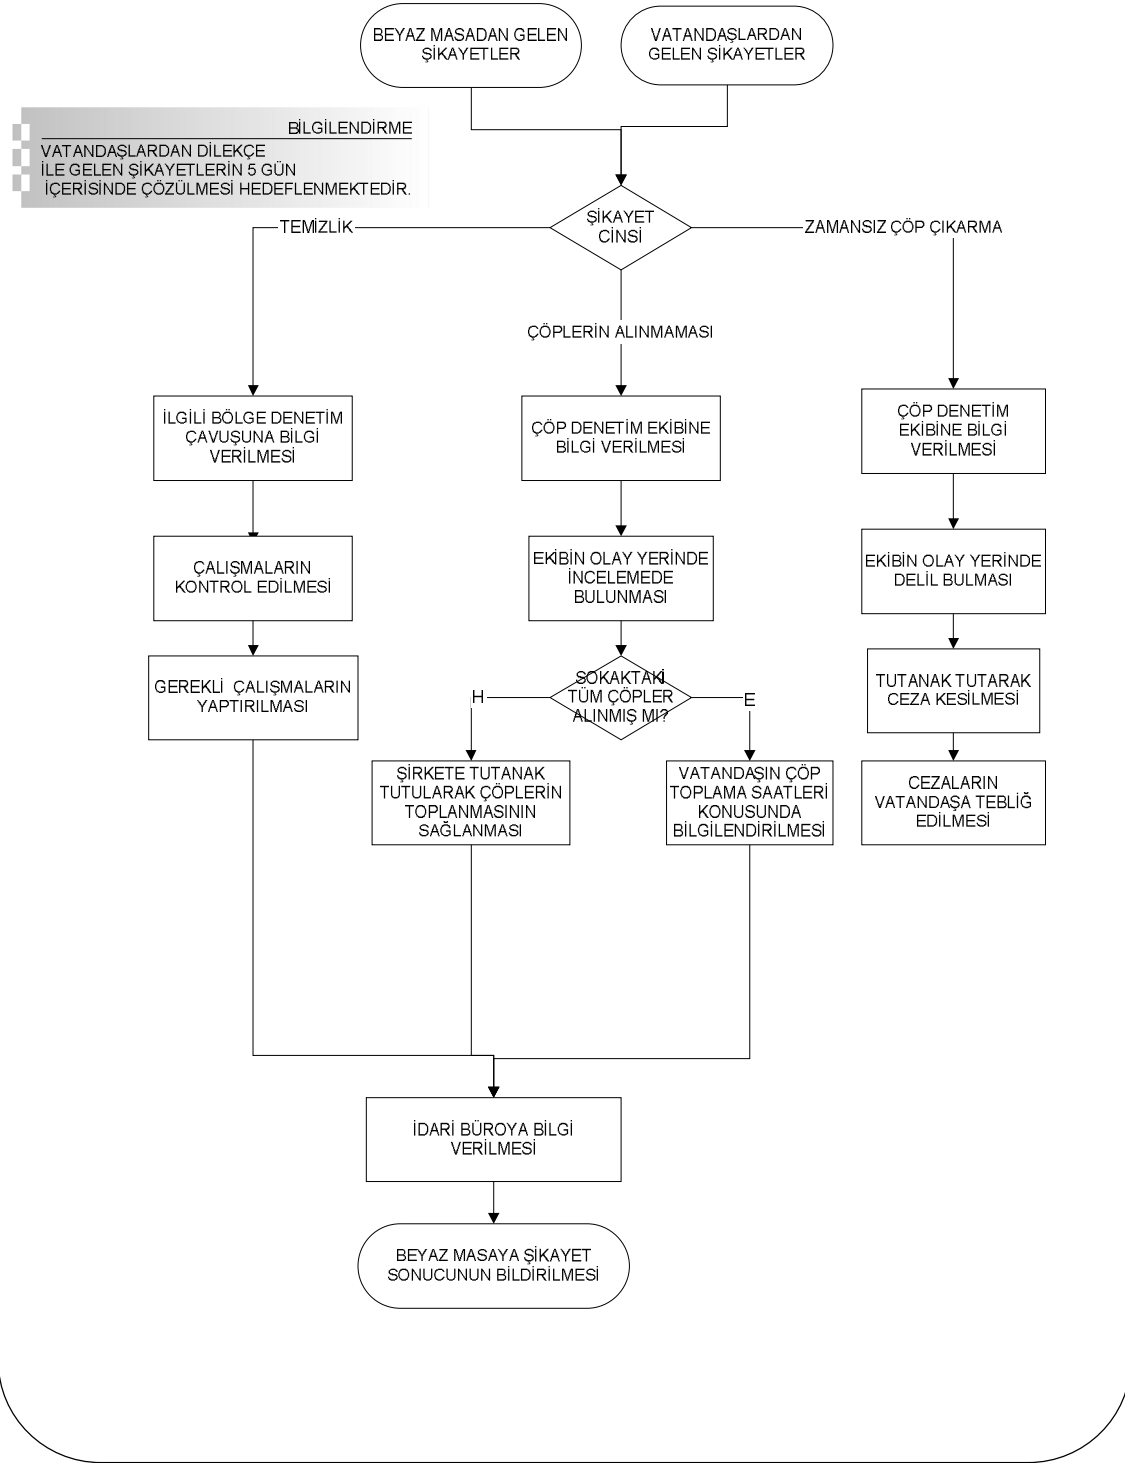 BEYAZ MASADAN GELEN
ŞİKAYETLER
VATANDAŞLARDAN
GELEN ŞİKAYETLER
BİLGİLENDİRME
VATANDAŞLARDAN DİLEKÇE
İLE GELEN ŞİKAYETLERİN 5 GÜN
İÇERİSİNDE ÇÖZÜLMESİ HEDEFLENMEKTEDİR.
ŞİKAYET
CİNSİ
TEMİZLİK
ZAMANSIZ ÇÖP ÇIKARMA
ÇÖPLERİN ALINMAMASI
İLGİLİ BÖLGE DENETİM
ÇAVUŞUNA BİLGİ
VERİLMESİ
ÇÖP DENETİM EKİBİNE
BİLGİ VERİLMESİ
ÇÖP DENETİM
EKİBİNE BİLGİ
VERİLMESİ
ÇALIŞMALARIN
KONTROL EDİLMESİ
EKİBİN OLAY YERİNDE
İNCELEMEDE
BULUNMASI
EKİBİN OLAY YERİNDE
DELİL BULMASI
GEREKLİ ÇALIŞMALARIN
YAPTIRILMASI
SOKAKTAKİ
TÜM ÇÖPLER
ALINMIŞ MI?
H
E
TUTANAK TUTARAK
CEZA KESİLMESİ
ŞİRKETE TUTANAK
TUTULARAK ÇÖPLERİN
TOPLANMASININ
SAĞLANMASI
VATANDAŞIN ÇÖP
TOPLAMA SAATLERİ
KONUSUNDA
BİLGİLENDİRİLMESİ
CEZALARIN
VATANDAŞA TEBLİĞ
EDİLMESİ
İDARİ BÜROYA BİLGİ
VERİLMESİ
BEYAZ MASAYA ŞİKAYET
SONUCUNUN BİLDİRİLMESİ